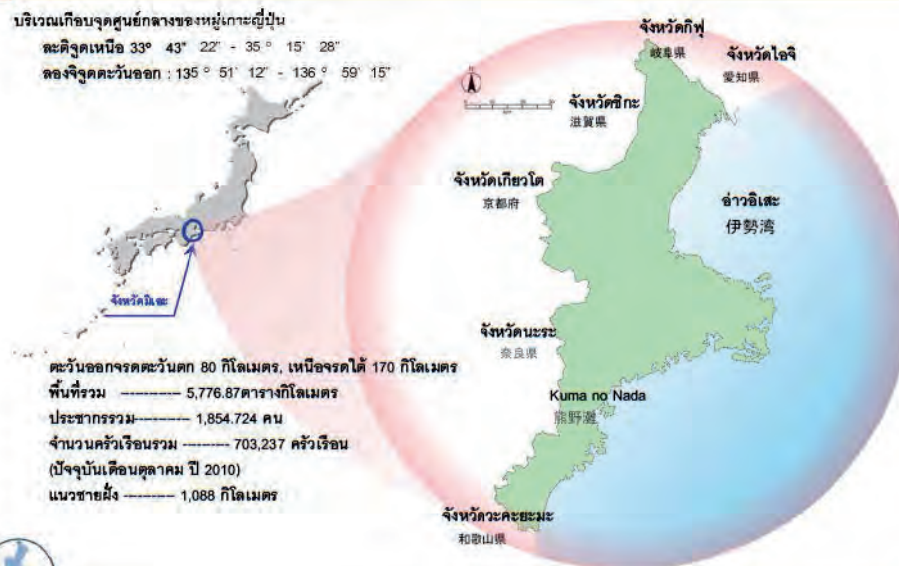 บริเวณเกือบจุดศูนย์กลางของหมู่เกาะญี่ปุ่น
ละติจูดเหนือ 33° 43” 22” - 35 ° 15’ 28”
ลองจิจูดตะวันออก : 135 ° 51’ 12” - 136 ° 59’ 15”
จังหวัดกิฟุ
岐阜県
จังหวัดไอจิ
愛知県
จังหวัดชิกะ
滋賀県
จังหวัดเกียวโต
京都府
อ่าวอิเสะ
伊勢湾
จังหวัดมิเอะ
จังหวัดนะระ
奈良県
ตะวันออกจรดตะวันตก 80 กิโลเมตร, เหนือจรดใต้ 170 กิโลเมตร
พื้นที่รวม ----------- 5,776.87ตารางกิโลเมตร
ประชากรรวม----------- 1,854.724 คน
จำนวนครัวเรือนรวม --------- 703,237 ครัวเรือน
(ปัจจุบันเดือนตุลาคม ปี 2010)
แนวชายฝั่ง ---------- 1,088 กิโลเมตร
Kuma no Nada
熊野灘
จังหวัดวะคะยะมะ
和歌山県